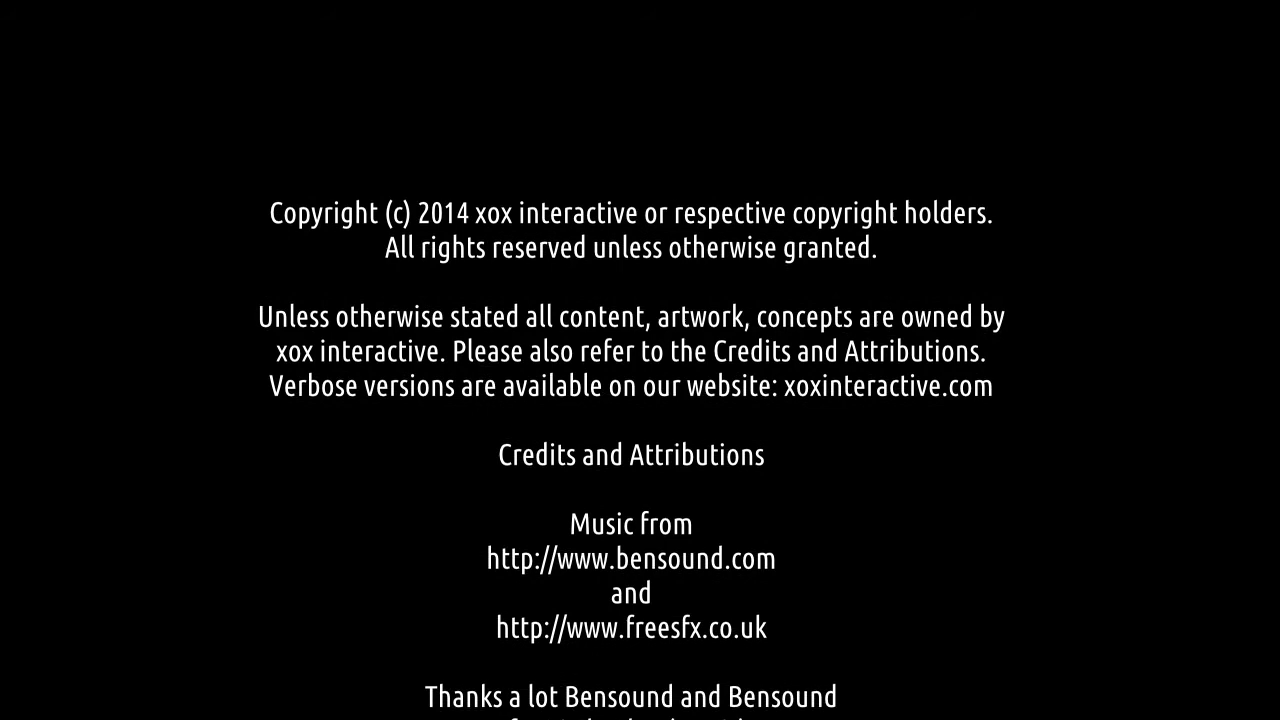 Copyright (c) 2014 xox interactive or respective copyright holders.
All rights reserved unless otherwise granted.
Unless otherwise stated all content, artwork, concepts are owned by
xox interactive. Please also refer to the Credits and Attributions.
Verbose versions are available on our website: xoxinteractive.com
Credits and Attributions
Music from
http://www.bensound.com
and
http://www.freesfx.co.uk
Thanks a lot Bensound and Bensound